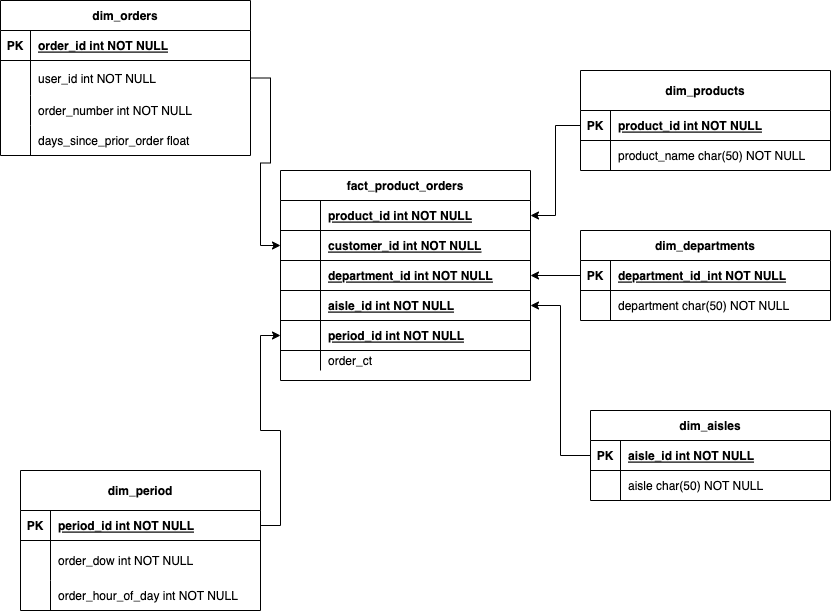 dim_orders
PK order_id int NOT NULL
user_id int NOT NULL
order_number int NOT NULL
days_since_prior_order float
dim_products
PK product_id int NOT NULL
product_name char(50) NOT NULL
fact_product_orders
product_id int NOT NULL
customer_id int NOT NULL
department_id int NOT NULL
aisle_id int NOT NULL
period_id int NOT NULL
order_ct
dim_departments
PK department_id_int NOT NULL
department char(50) NOT NULL
dim_aisles
PK aisle_id int NOT NULL
aisle char(50) NOT NULL
dim_period
PK period_id int NOT NULL
order_dow int NOT NULL
order_hour_of_day int NOT NULL